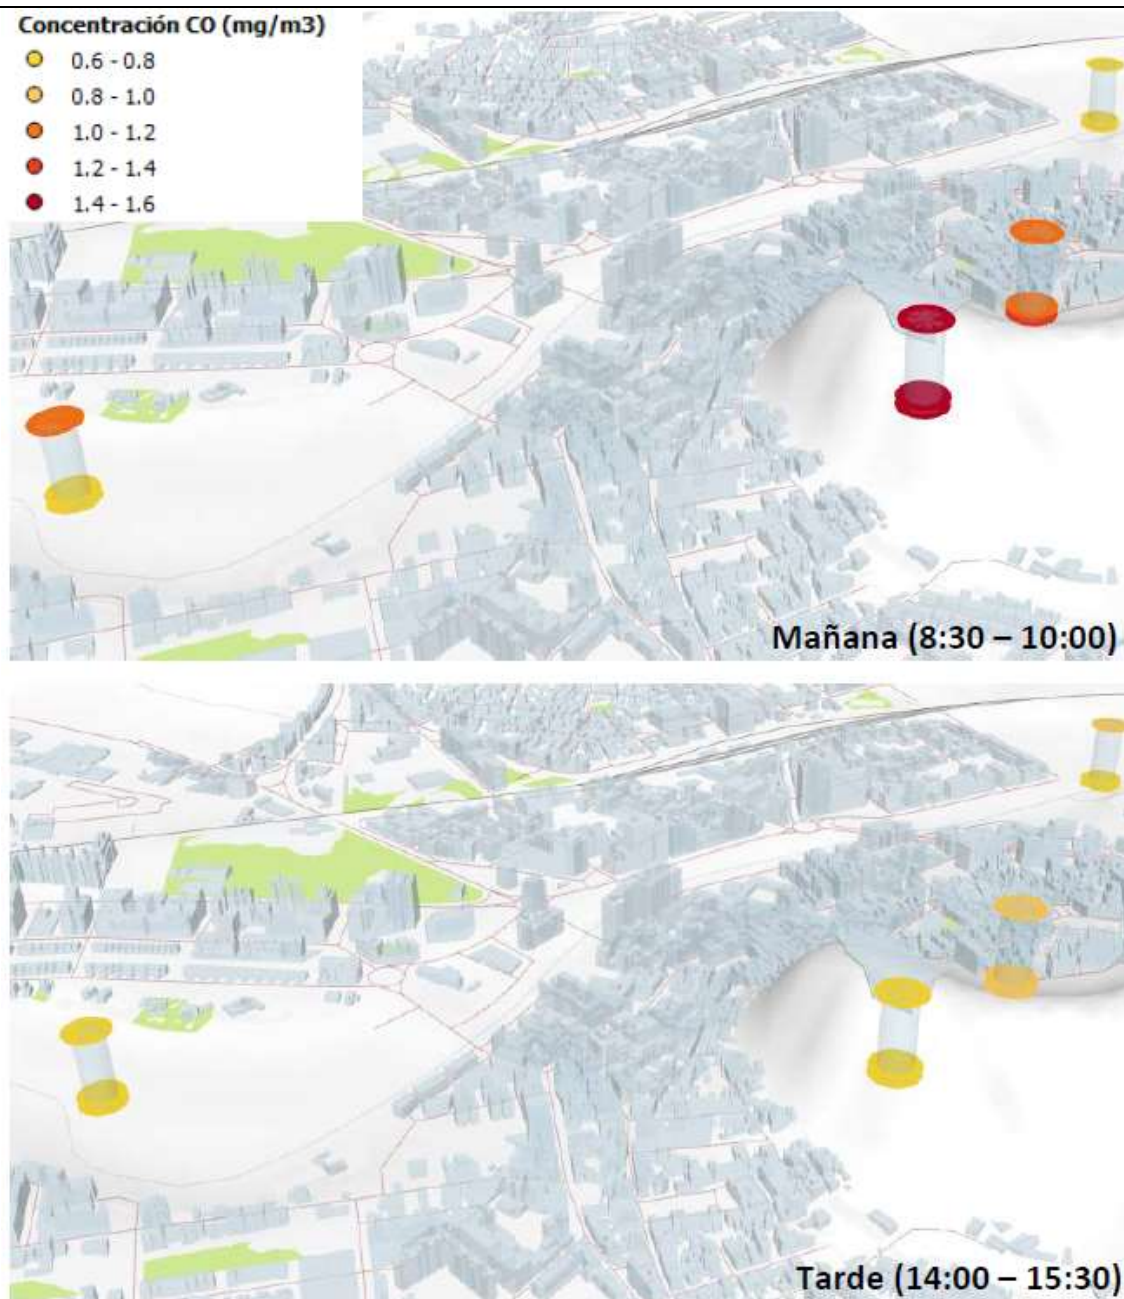 Concentración CO (mg/m3)
0.6 - 0.8
0.8 - 1.0
1.0 - 1.2
1.2 - 1.4
1.4 - 1.6
Mañana (8:30 – 10:00)
Tarde (14:00 – 15:30)